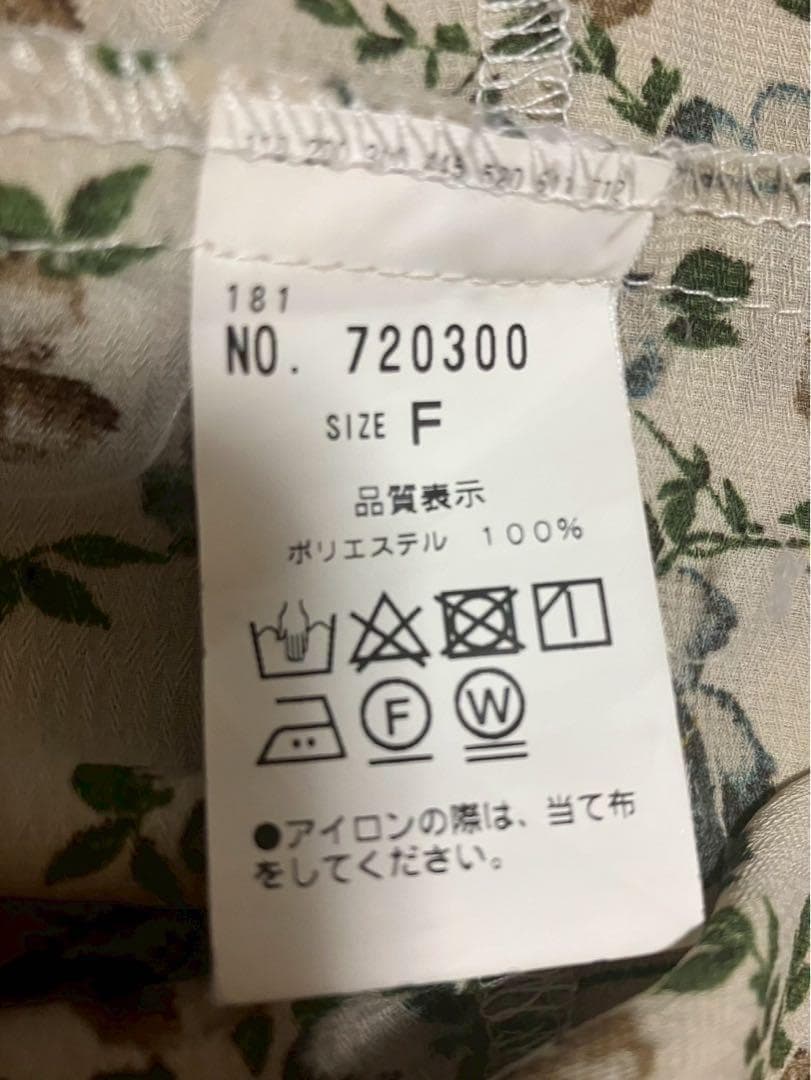 181
NO. 720300
SIZE F
品質表示
ポリエステル 100%
F W
●アイロンの際は、当て布
をしてください。